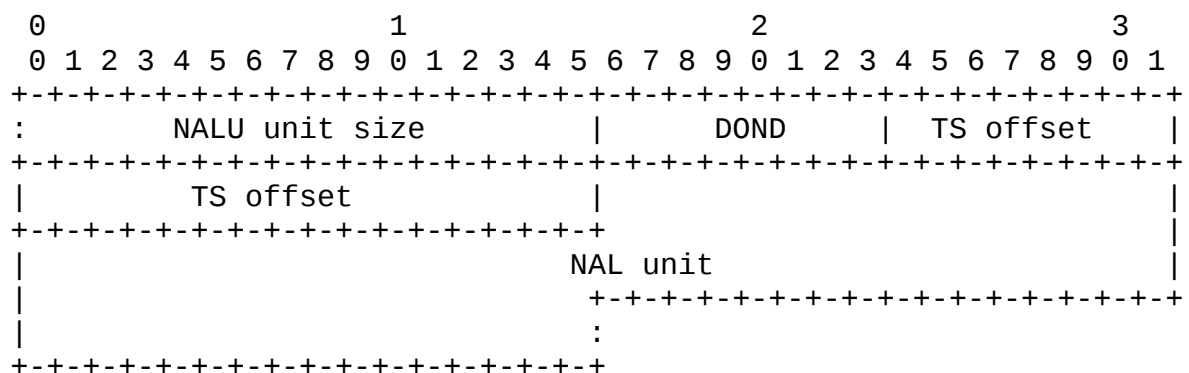 0                   1                   2                   3
 0 1 2 3 4 5 6 7 8 9 0 1 2 3 4 5 6 7 8 9 0 1 2 3 4 5 6 7 8 9 0 1
+-+-+-+-+-+-+-+-+-+-+-+-+-+-+-+-+-+-+-+-+-+-+-+-+-+-+-+-+-+-+-+-+
:        NALU unit size         |      DOND     |  TS offset    |
+-+-+-+-+-+-+-+-+-+-+-+-+-+-+-+-+-+-+-+-+-+-+-+-+-+-+-+-+-+-+-+-+
|         TS offset             |                               |
+-+-+-+-+-+-+-+-+-+-+-+-+-+-+-+-+                               |
|                              NAL unit                         |
|                               +-+-+-+-+-+-+-+-+-+-+-+-+-+-+-+-+
|                               :
+-+-+-+-+-+-+-+-+-+-+-+-+-+-+-+-+